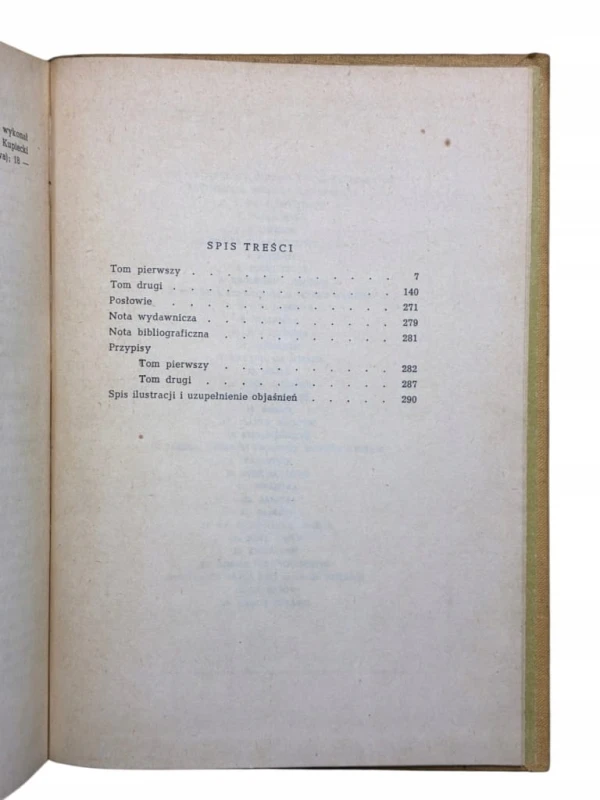 wykonał
Kupiecki
18 —
SPIS TREŚCI
Tom pierwszy . . . . . . . . . . . . 7
Tom drugi . . . . . . . . . . . . 140
Posłowie . . . . . . . . . . . . 271
Nota wydawnicza . . . . . . . . . . 279
Nota bibliograficzna . . . . . . . . . . 281
Przypisy
Tom pierwszy . . . . . . . . . . 282
Tom drugi . . . . . . . . . . 287
Spis ilustracji i uzupełnienie objaśnień . . . . . 290